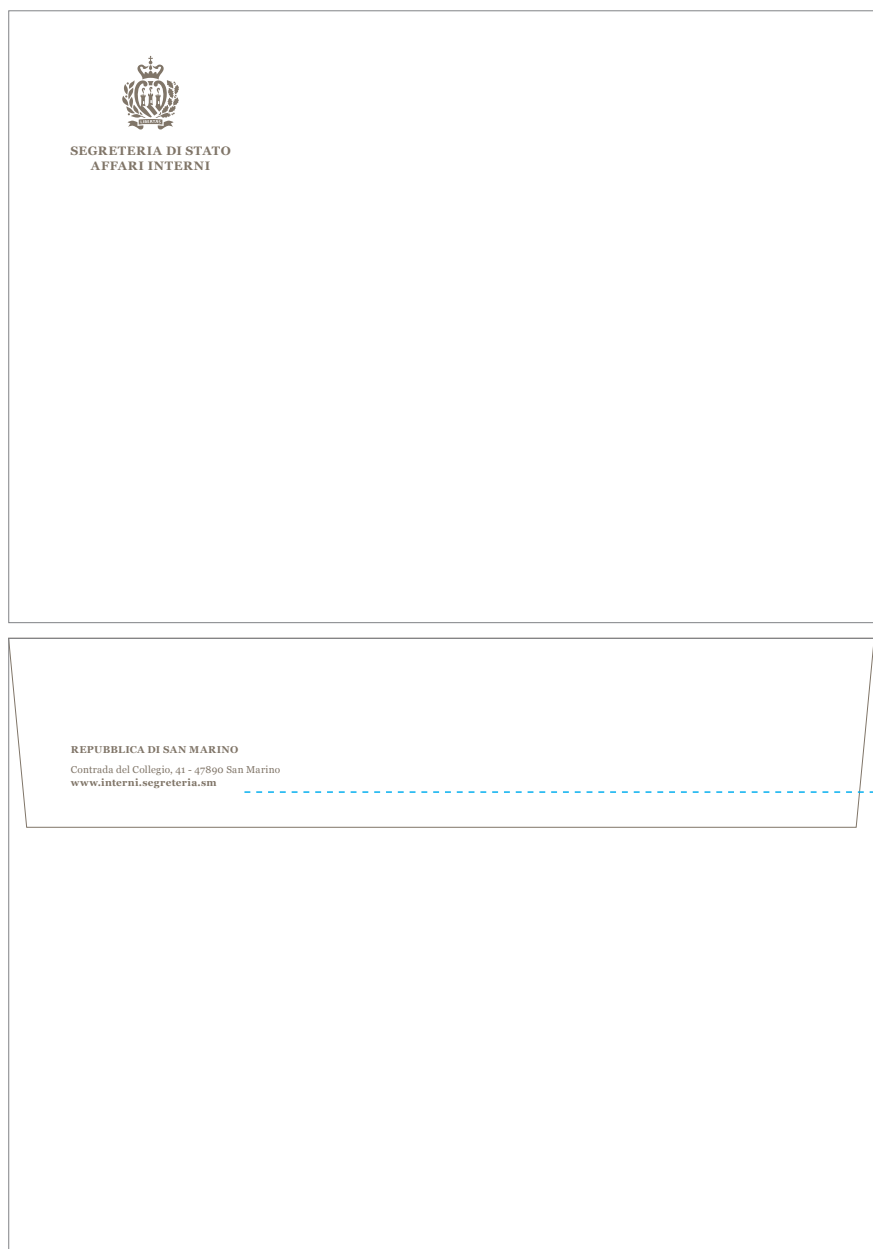 LIBERTAS
SEGRETERIA DI STATO
AFFARI INTERNI
REPUBBLICA DI SAN MARINO
Contrada del Collegio, 41 - 47890 San Marino
www.interni.segreteria.sm